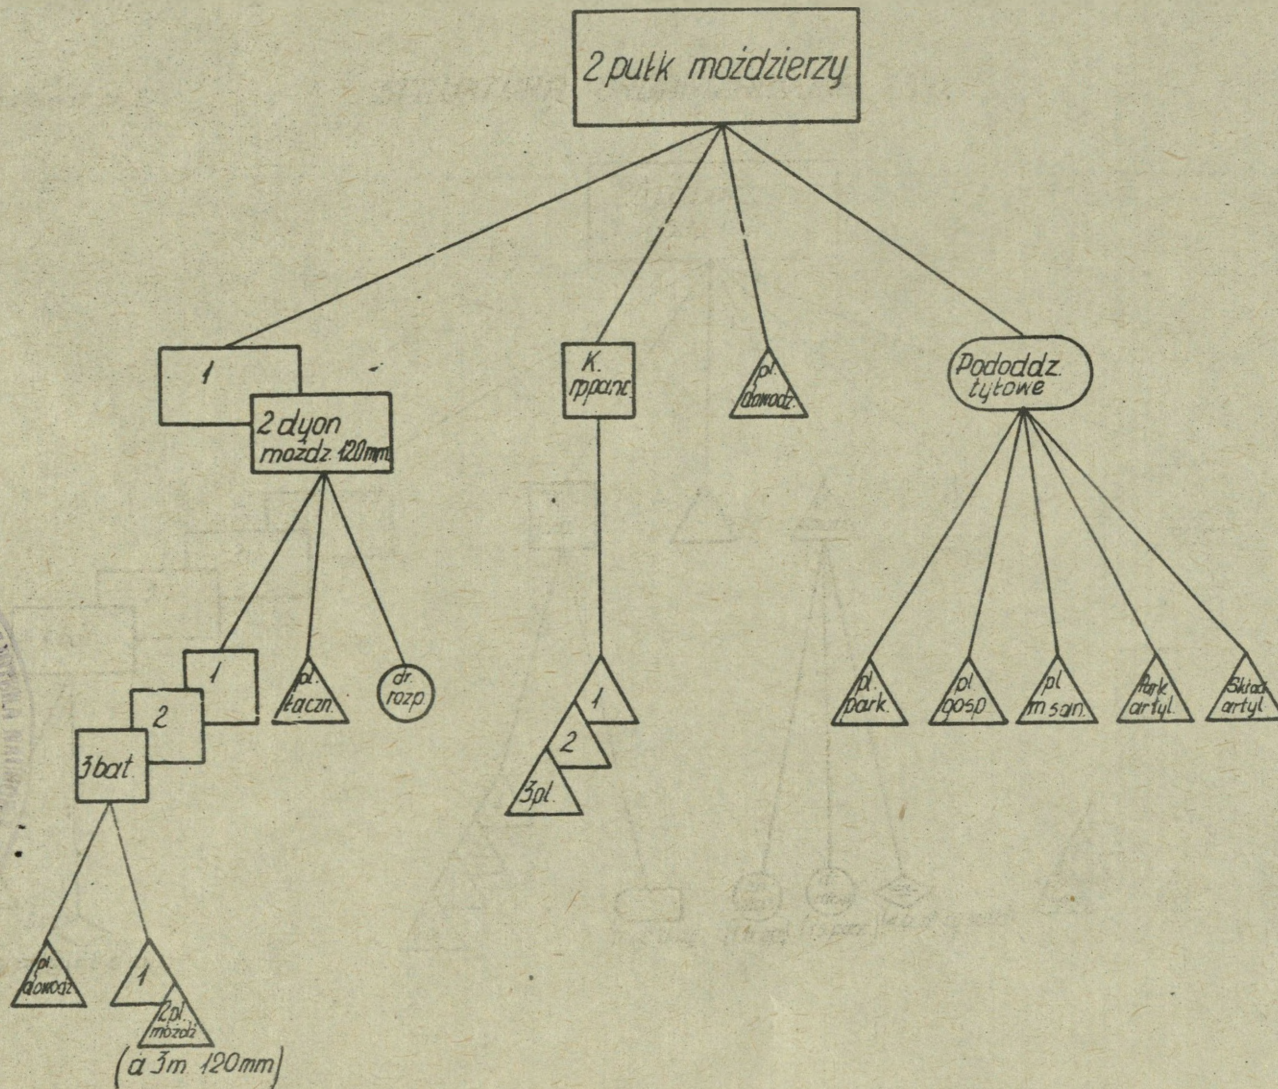 2 pułk moździerzy
1
2 dyon
moźdz. 120mm
K.
rppanc.
pl.
dowodz.
Pododdz.
tyłowe
1
2
3 bat.
pl.
łączn.
dr.
rozp
1
2
3pl.
pl.
park.
pl
gosp
pl
m san.
Park
artyl.
Skład
artyl
pl.
dowodz
1
2pl.
moźdź
(à 3m 120mm)